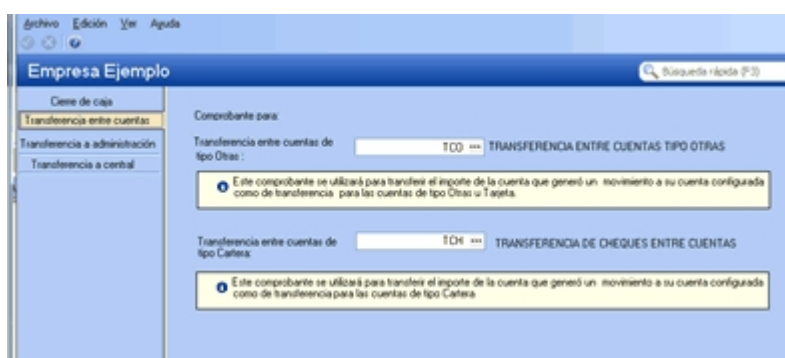 Archivo Edición Ver Ayuda
Empresa Ejemplo
Búsqueda rápida (F3)
Cierre de caja
Transferencia entre cuentas
Transferencia a administración
Transferencia a central
Comprobante para:
Transferencia entre cuentas de
tipo Otras :
TCO ... TRANSFERENCIA ENTRE CUENTAS TIPO OTRAS
Este comprobante se utilizará para transferir el importe de la cuenta que generó un movimiento a su cuenta configurada
como de transferencia para las cuentas de tipo Otras u Tarjeta.
Transferencia entre cuentas de
tipo Cartera:
TCH ... TRANSFERENCIA DE CHEQUES ENTRE CUENTAS
Este comprobante se utilizará para transferir el importe de la cuenta que generó un movimiento a su cuenta configurada
como de transferencia para las cuentas de tipo Cartera